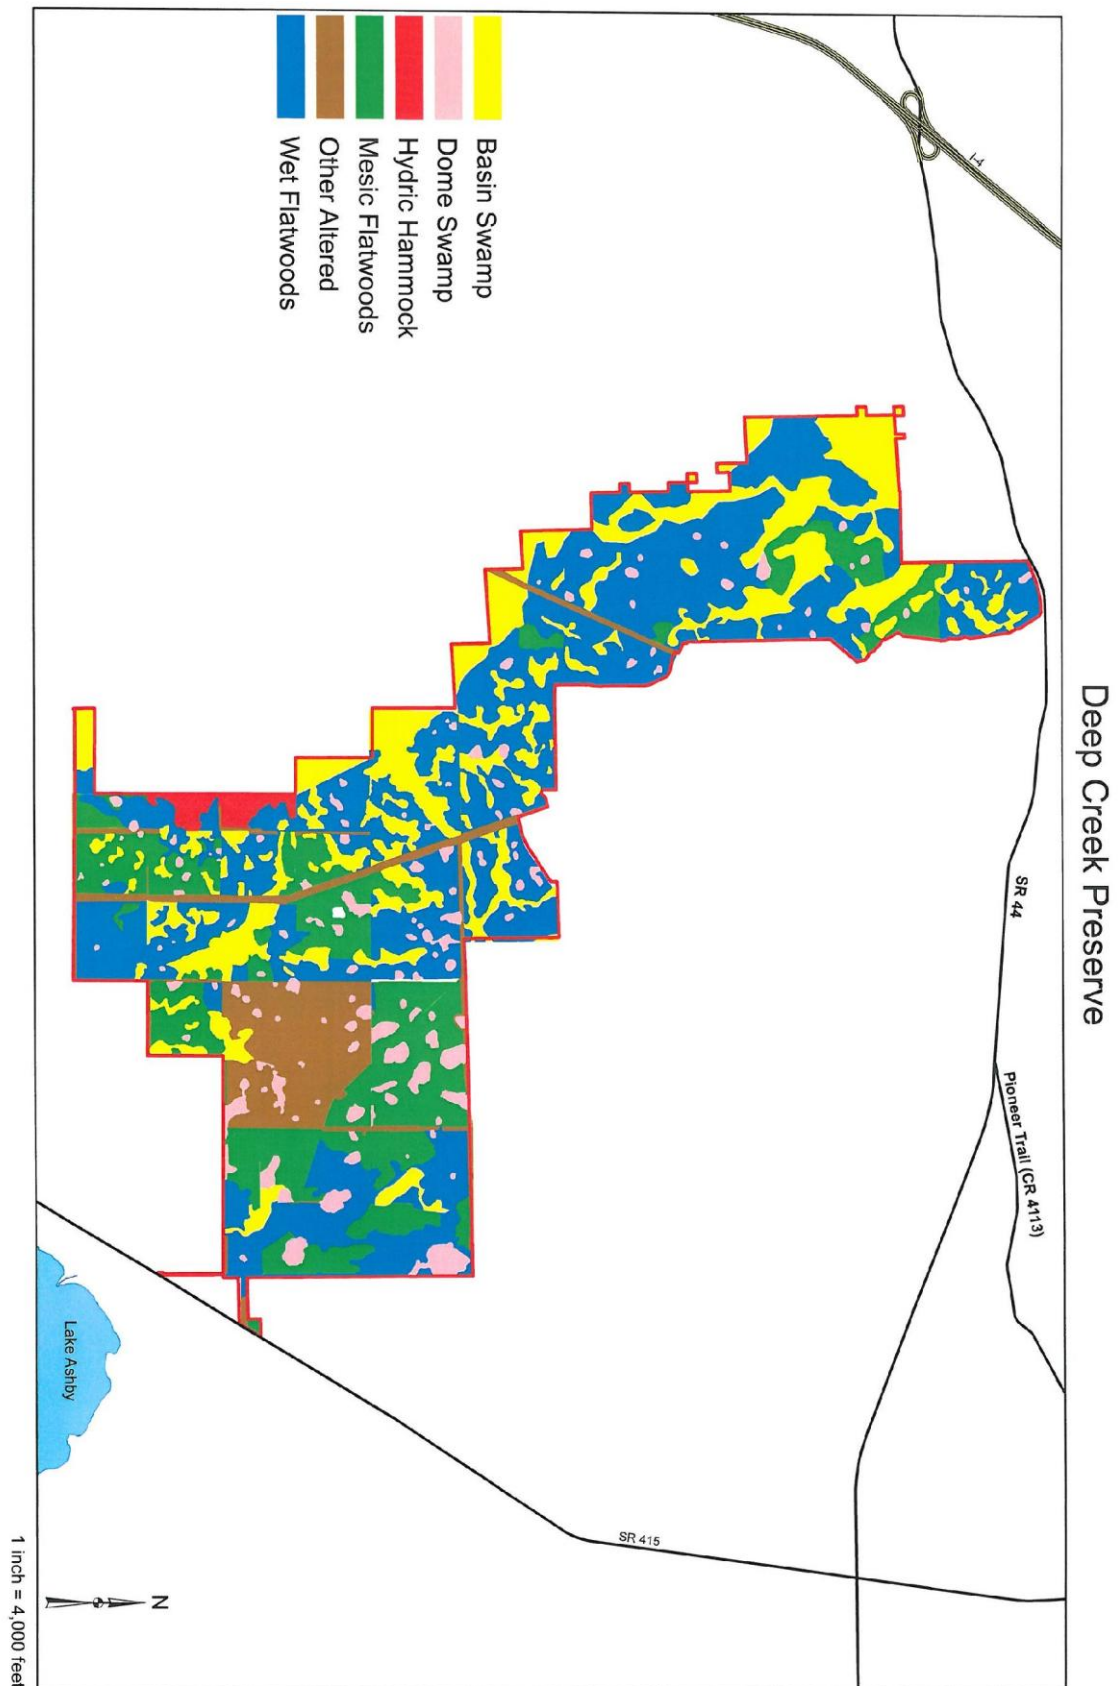 Deep Creek Preserve
I-4
SR 44
Pioneer Trail (CR 4113)
Basin Swamp
Dome Swamp
Hydric Hammock
Mesic Flatwoods
Other Altered
Wet Flatwoods
SR 415
Lake Ashby
N
1 inch = 4,000 feet